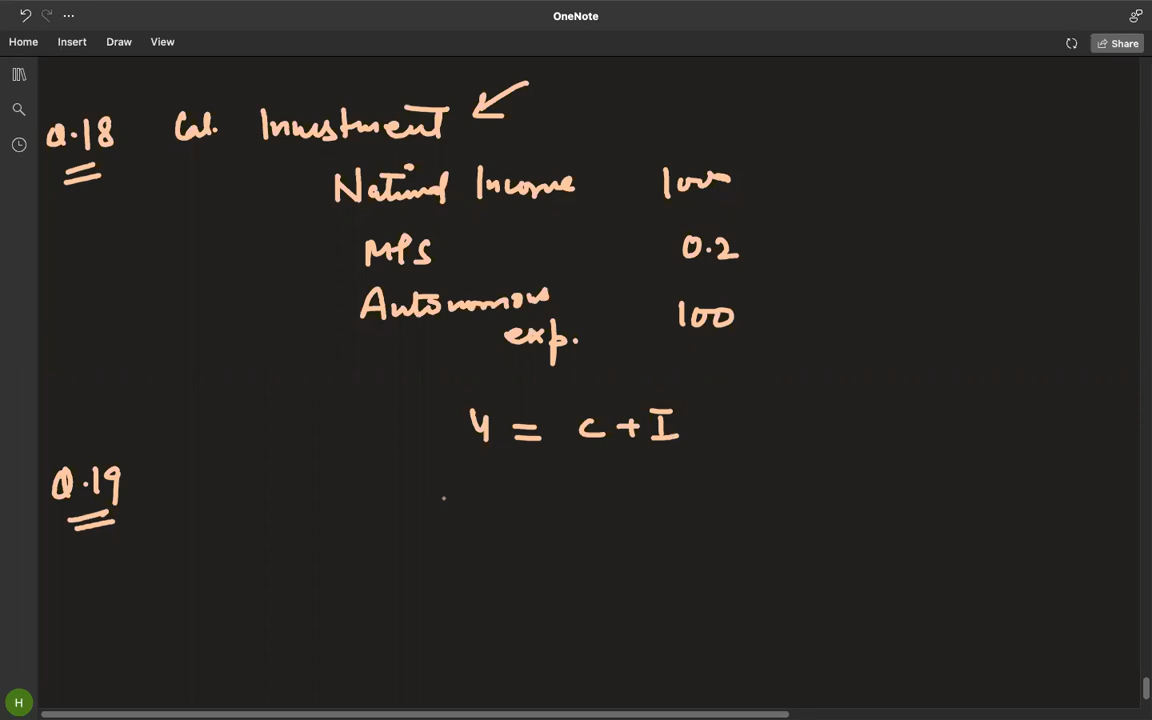 OneNote
Home Insert Draw View Share
Q.18 Cal. Investment
National Income 1000
MPS 0.2
Autonomous 100
exp.
Y = C + I
Q.19
H